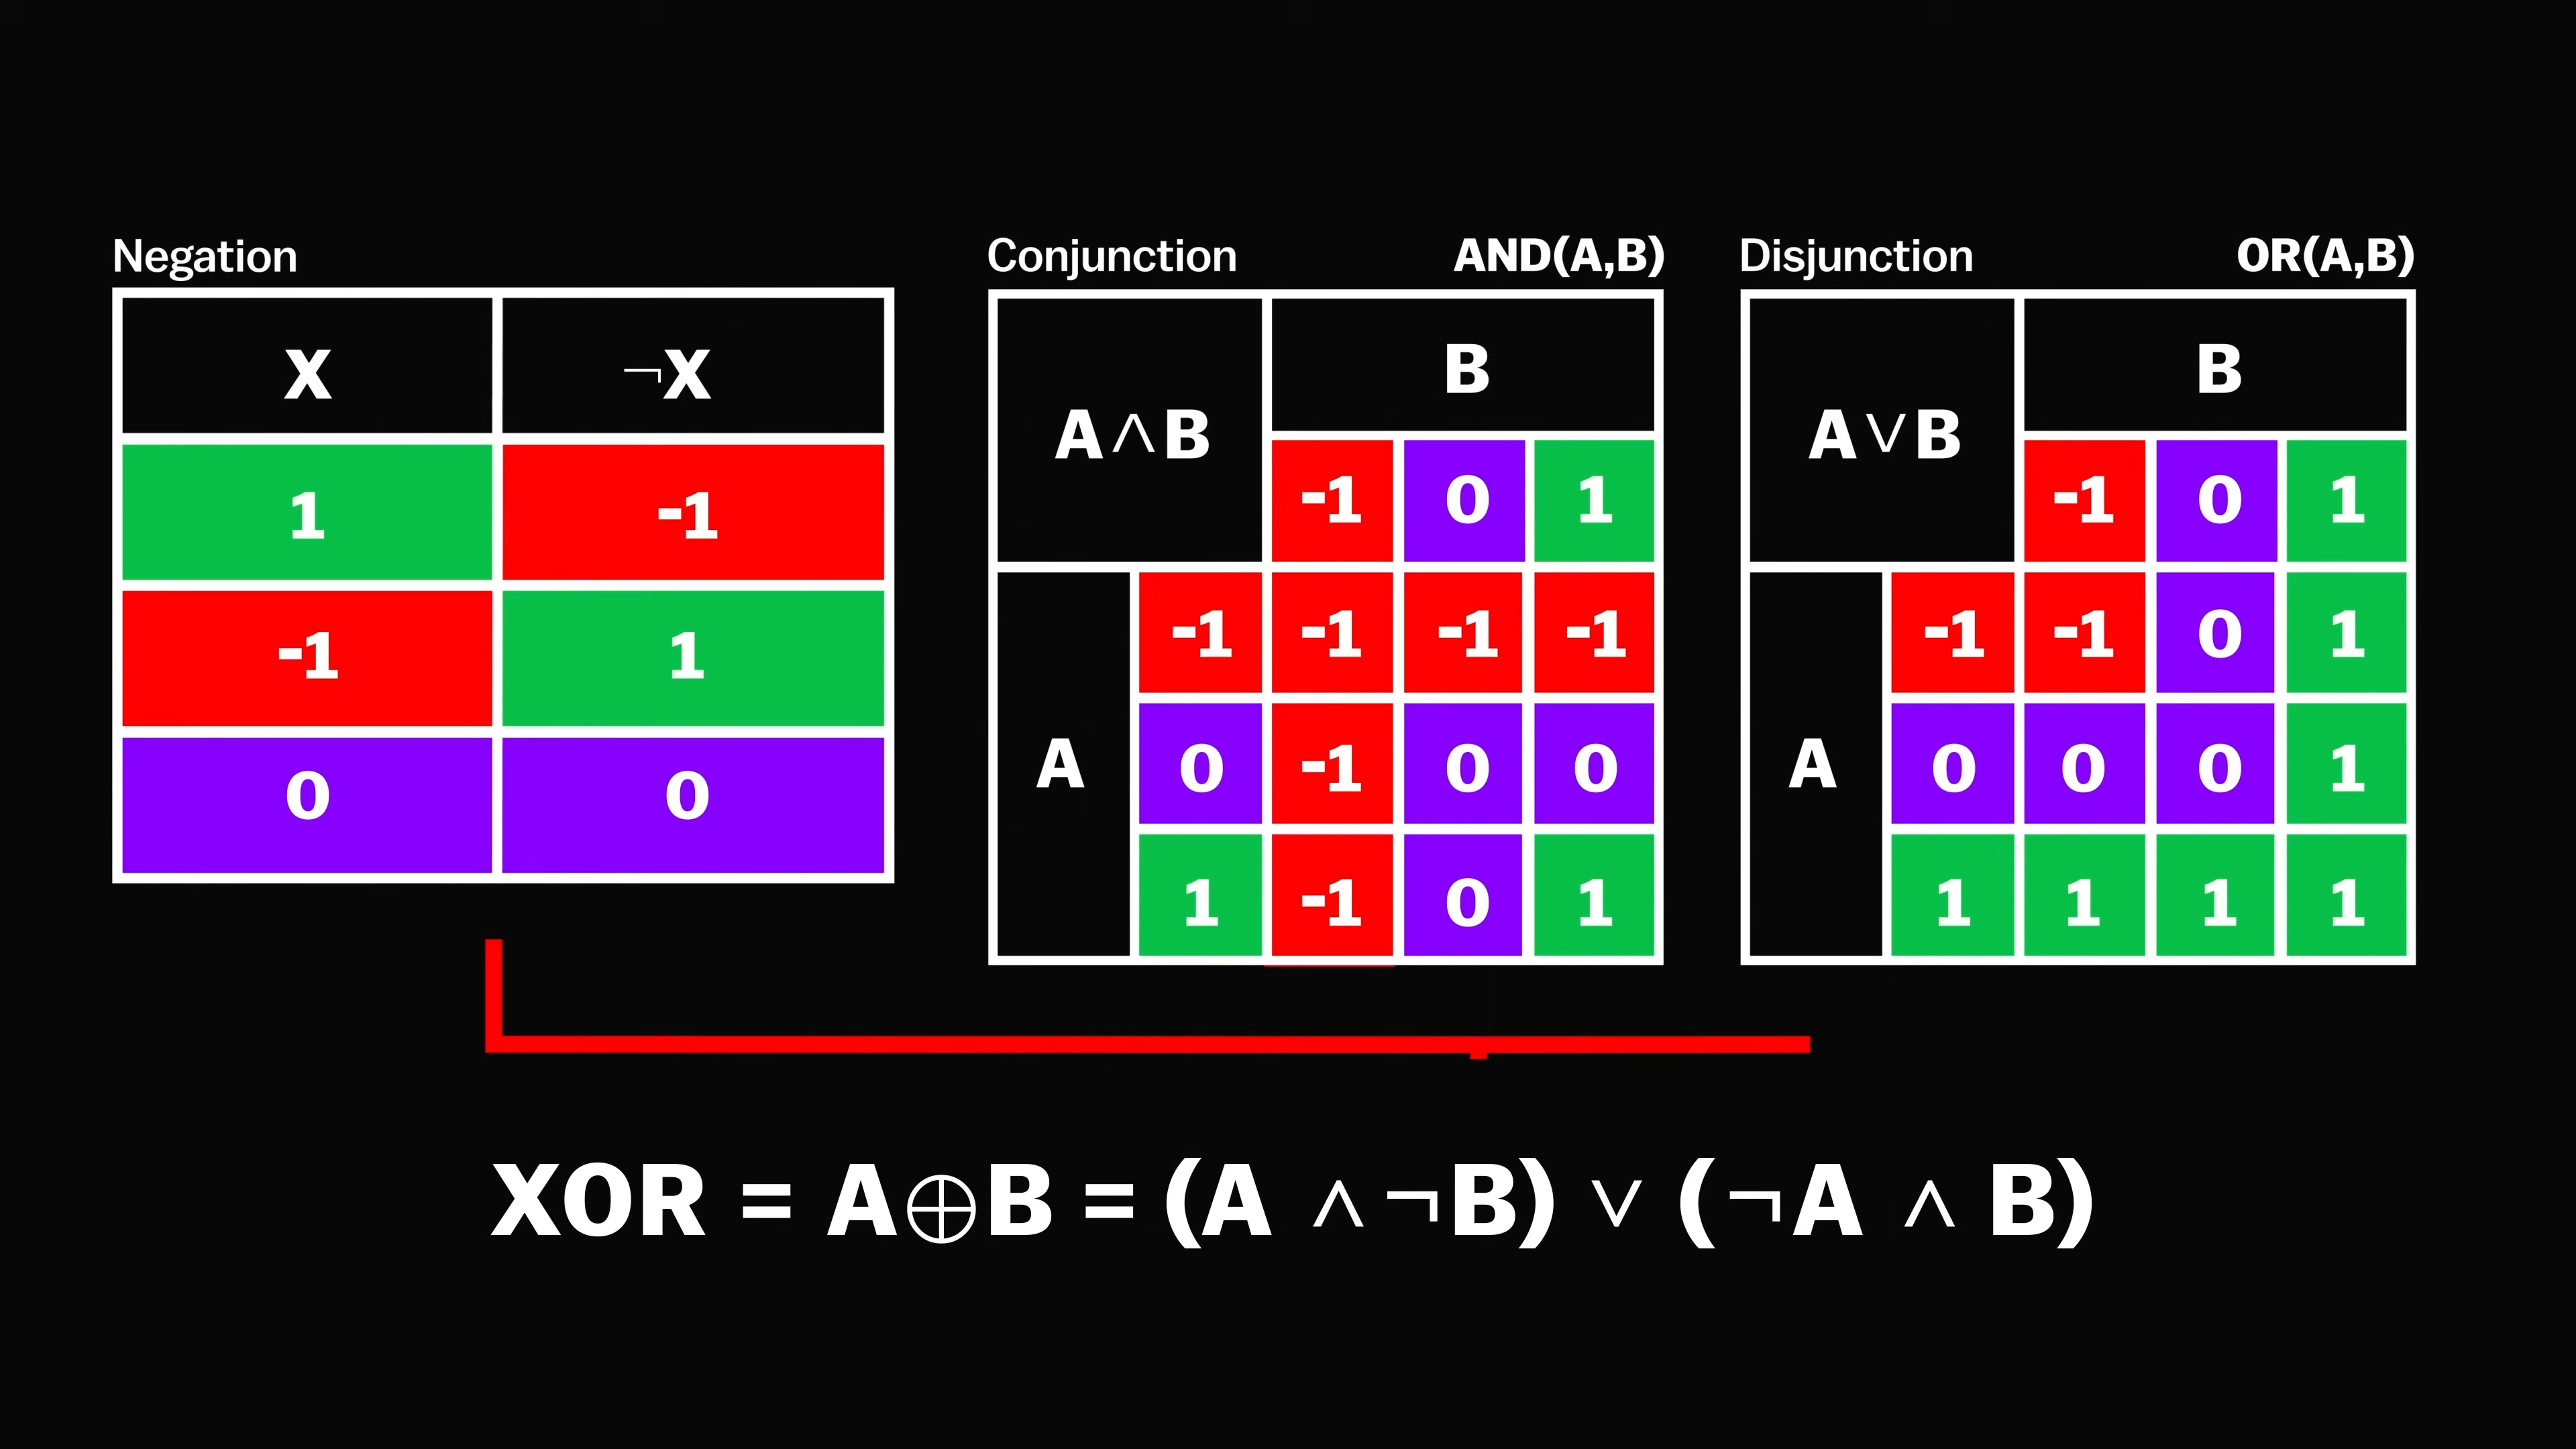 Negation
X ¬X
1 -1
-1 1
0 0
Conjunction AND(A,B)
A∧B B
-1 0 1
-1 -1 -1 -1
A 0 -1 0 0
1 -1 0 1
Disjunction OR(A,B)
A∨B B
-1 0 1
-1 -1 0 1
A 0 0 0 1
1 1 1 1
XOR = A⊕B = (A ∧ ¬B) ∨ (¬A ∧ B)